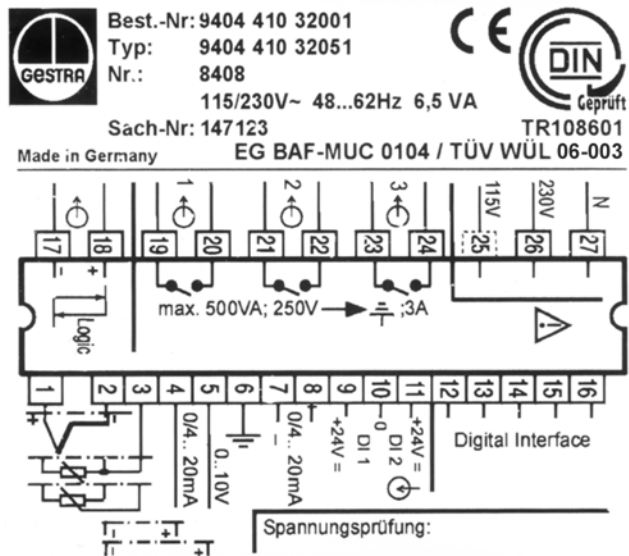 GESTRA
Best.-Nr: 9404 410 32001
Typ: 9404 410 32051
Nr.: 8408
115/230V~ 48...62Hz 6,5 VA
Sach-Nr: 147123
CE
DIN
Geprüft
TR108601
Made in Germany
EG BAF-MUC 0104 / TÜV WÜL 06-003
1 2 3 115V 230V N
17 18 19 20 21 22 23 24 25 26 27
- +
Logic
max. 500VA; 250V ;3A
1 2 3 4 5 6 7 8 9 10 11 12 13 14 15 16
+ -
0/4.. 20mA
0..10V
- 0/4.. 20mA +
+24V =
DI 1
0
DI 2
+24V =
Digital Interface
- +
- +
Spannungsprüfung: